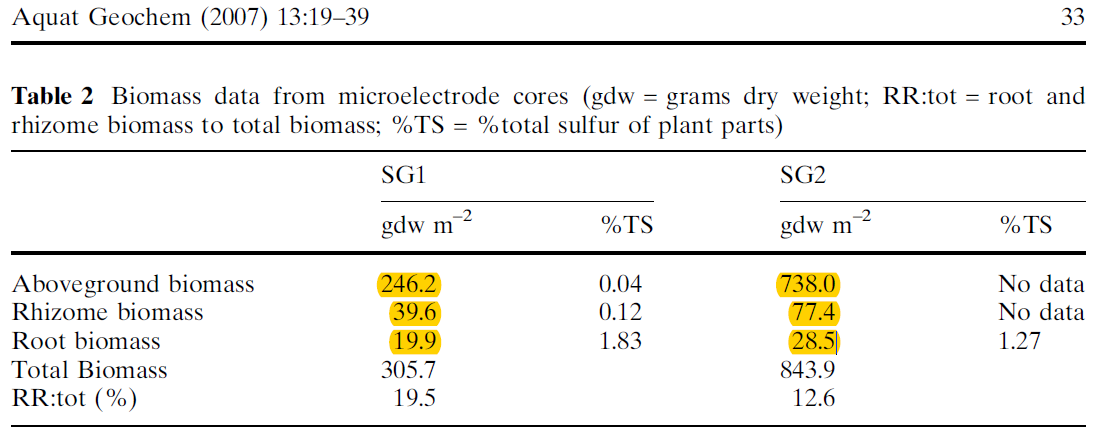 Aquat Geochem (2007) 13:19–39 33
Table 2 Biomass data from microelectrode cores (gdw = grams dry weight; RR:tot = root and
rhizome biomass to total biomass; %TS = %total sulfur of plant parts)
SG1 SG2
gdw m⁻² %TS gdw m⁻² %TS
Aboveground biomass 246.2 0.04 738.0 No data
Rhizome biomass 39.6 0.12 77.4 No data
Root biomass 19.9 1.83 28.5 1.27
Total Biomass 305.7 843.9
RR:tot (%) 19.5 12.6